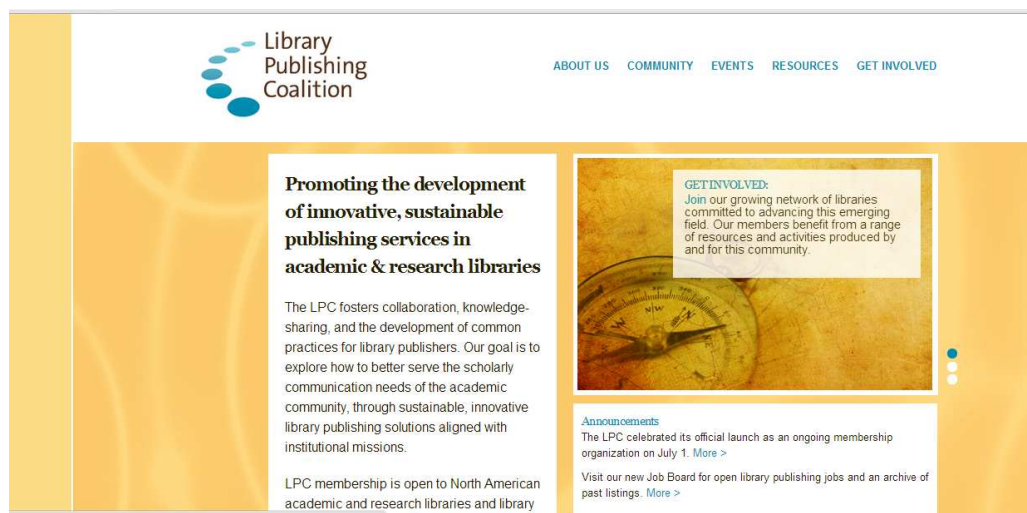 Library
Publishing
Coalition
ABOUT US COMMUNITY EVENTS RESOURCES GET INVOLVED
Promoting the development
of innovative, sustainable
publishing services in
academic & research libraries
The LPC fosters collaboration, knowledge-
sharing, and the development of common
practices for library publishers. Our goal is to
explore how to better serve the scholarly
communication needs of the academic
community, through sustainable, innovative
library publishing solutions aligned with
institutional missions.
LPC membership is open to North American
academic and research libraries and library
GET INVOLVED:
Join our growing network of libraries
committed to advancing this emerging
field. Our members benefit from a range
of resources and activities produced by
and for this community.
NW
N
W
Announcements
The LPC celebrated its official launch as an ongoing membership
organization on July 1. More >
Visit our new Job Board for open library publishing jobs and an archive of
past listings. More >